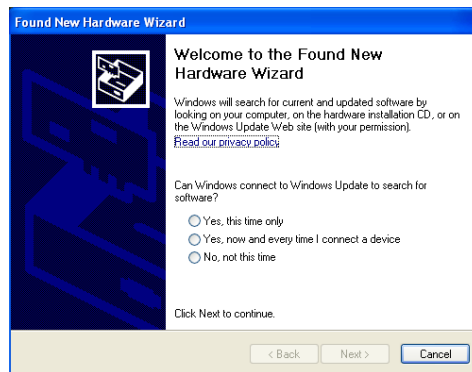 Found New Hardware Wizard
Welcome to the Found New
Hardware Wizard
Windows will search for current and updated software by
looking on your computer, on the hardware installation CD, or on
the Windows Update Web site (with your permission).
Read our privacy policy
Can Windows connect to Windows Update to search for
software?
Yes, this time only
Yes, now and every time I connect a device
No, not this time
Click Next to continue.
< Back
Next >
Cancel